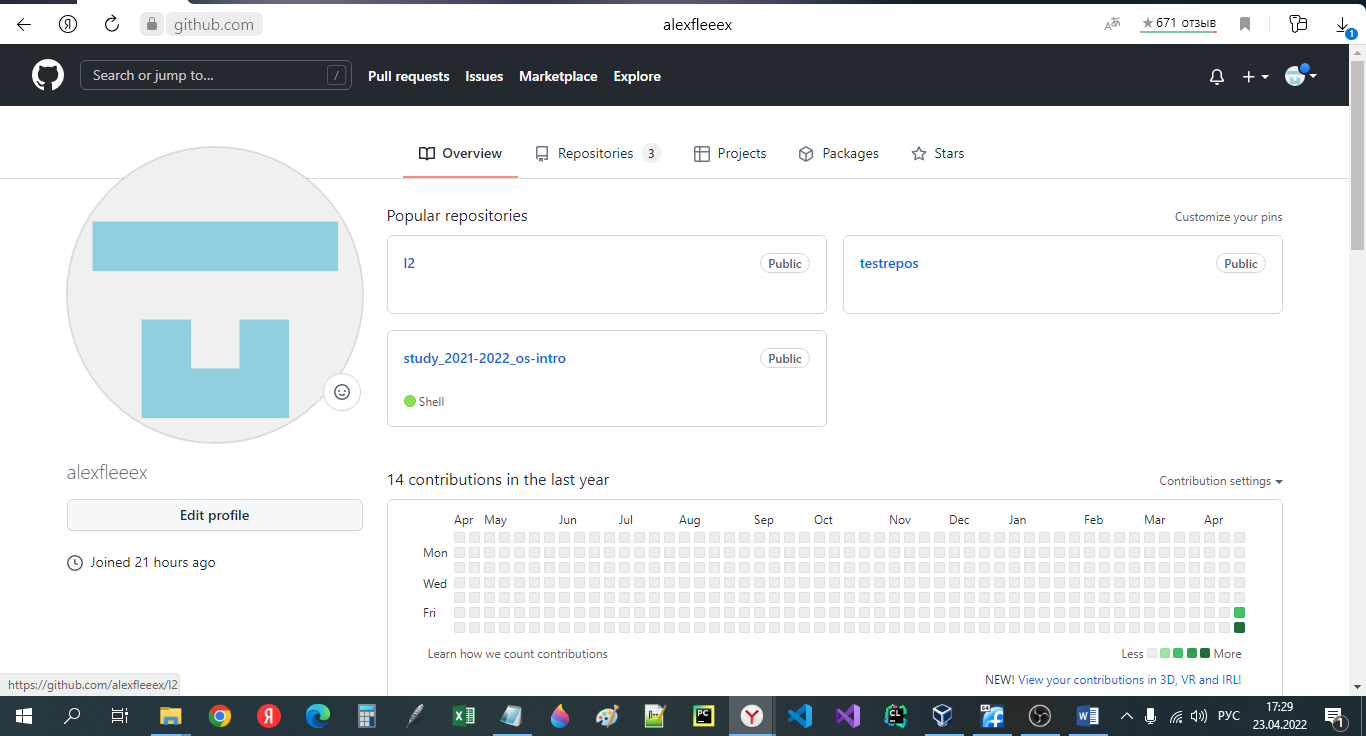 github.com
alexfleeex
★671 отзыв
1
Search or jump to...
/
Pull requests
Issues
Marketplace
Explore
Overview
Repositories 3
Projects
Packages
Stars
Popular repositories
Customize your pins
l2
Public
testrepos
Public
study_2021-2022_os-intro
Public
Shell
alexfleeex
Edit profile
Joined 21 hours ago
14 contributions in the last year
Contribution settings
Apr May Jun Jul Aug Sep Oct Nov Dec Jan Feb Mar Apr
Mon
Wed
Fri
Learn how we count contributions
Less
More
NEW! View your contributions in 3D, VR and IRL!
https://github.com/alexfleeex/l2
РУС
17:29
23.04.2022
1